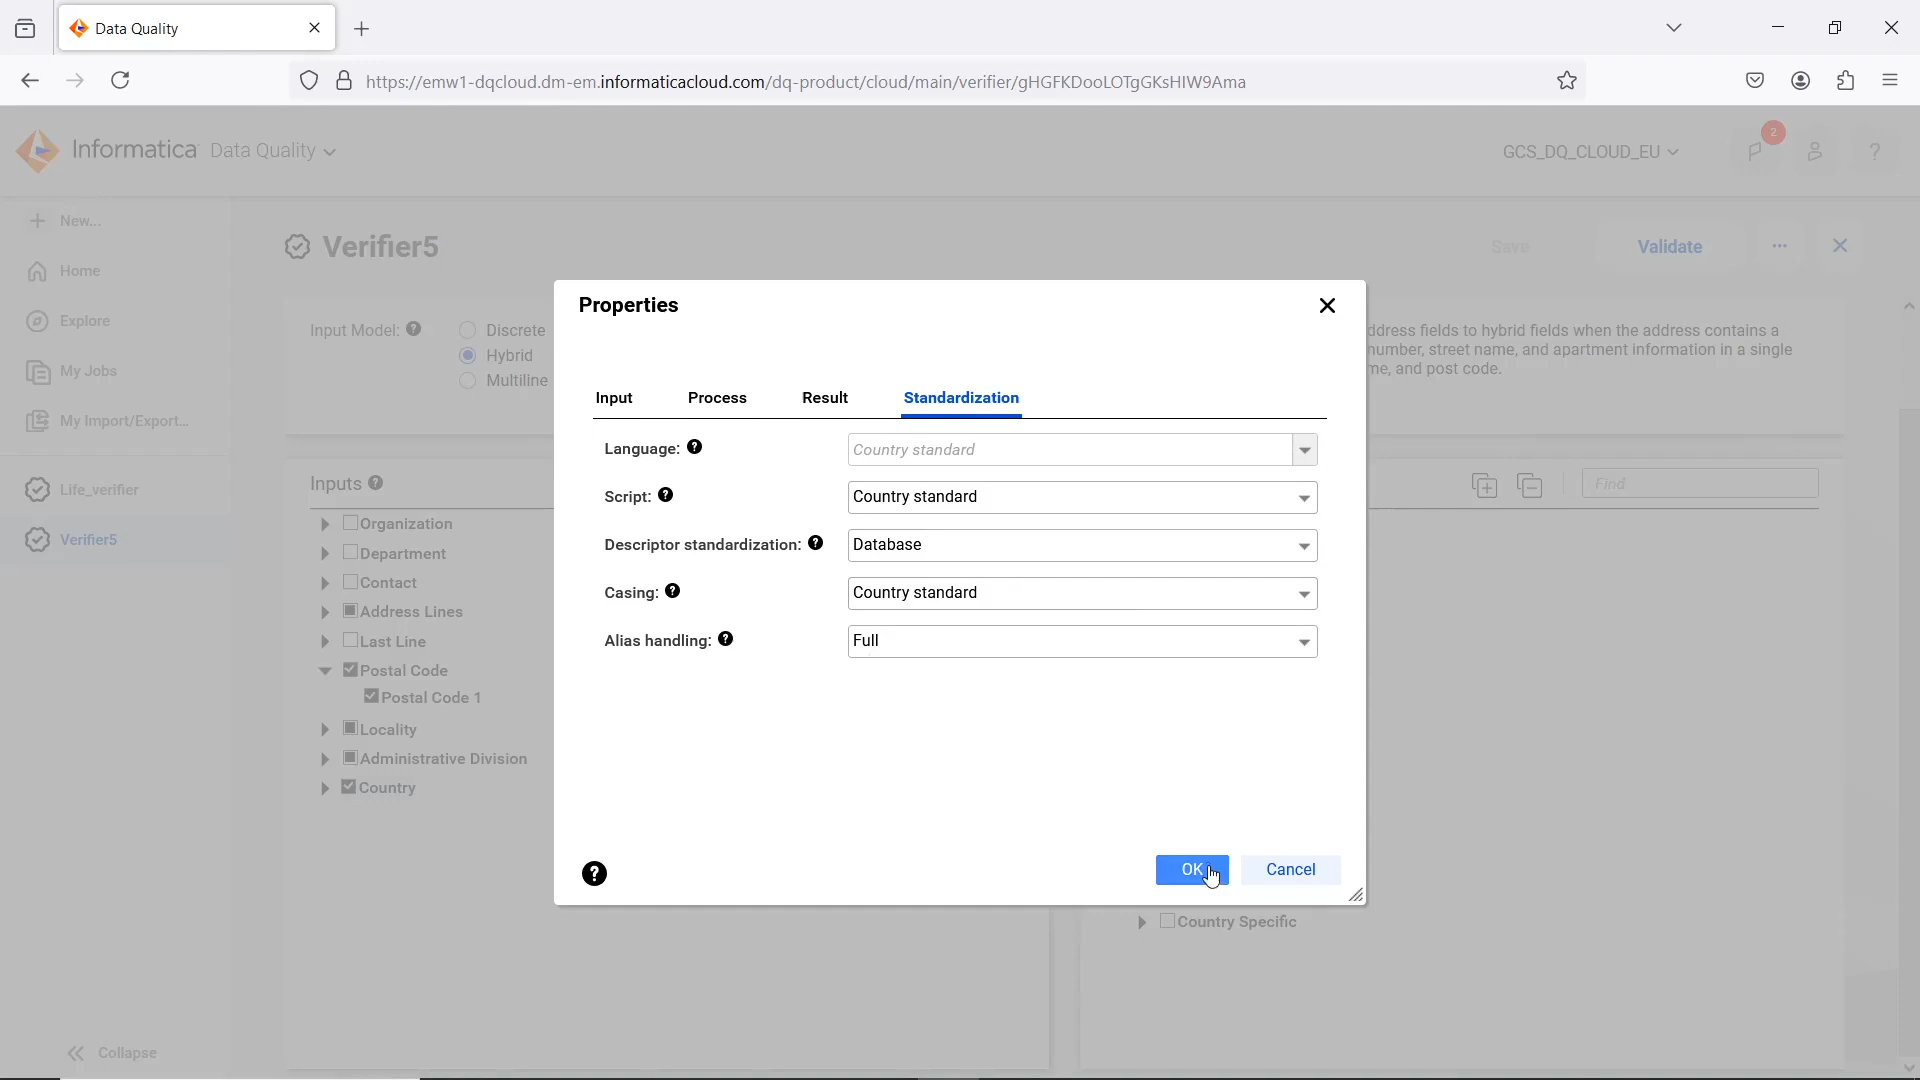 Data Quality
https://emw1-dqcloud.dm-em.informaticacloud.com/dq-product/cloud/main/verifier/gHGFKDooLOTgGKsHIW9Ama
Informatica Data Quality
GCS_DQ_CLOUD_EU
2
?
New...
Home
Explore
My Jobs
My Import/Export...
Life_verifier
Verifier5
Collapse
Verifier5
Save
Validate
Input Model: ?
Discrete
Hybrid
Multiline
ddress fields to hybrid fields when the address contains a
number, street name, and apartment information in a single
me, and post code.
Inputs ?
Organization
Department
Contact
Address Lines
Last Line
Postal Code
Postal Code 1
Locality
Administrative Division
Country
Find
Country Specific
Properties
Input
Process
Result
Standardization
Language: ?
Country standard
Script: ?
Country standard
Descriptor standardization: ?
Database
Casing: ?
Country standard
Alias handling: ?
Full
?
OK
Cancel